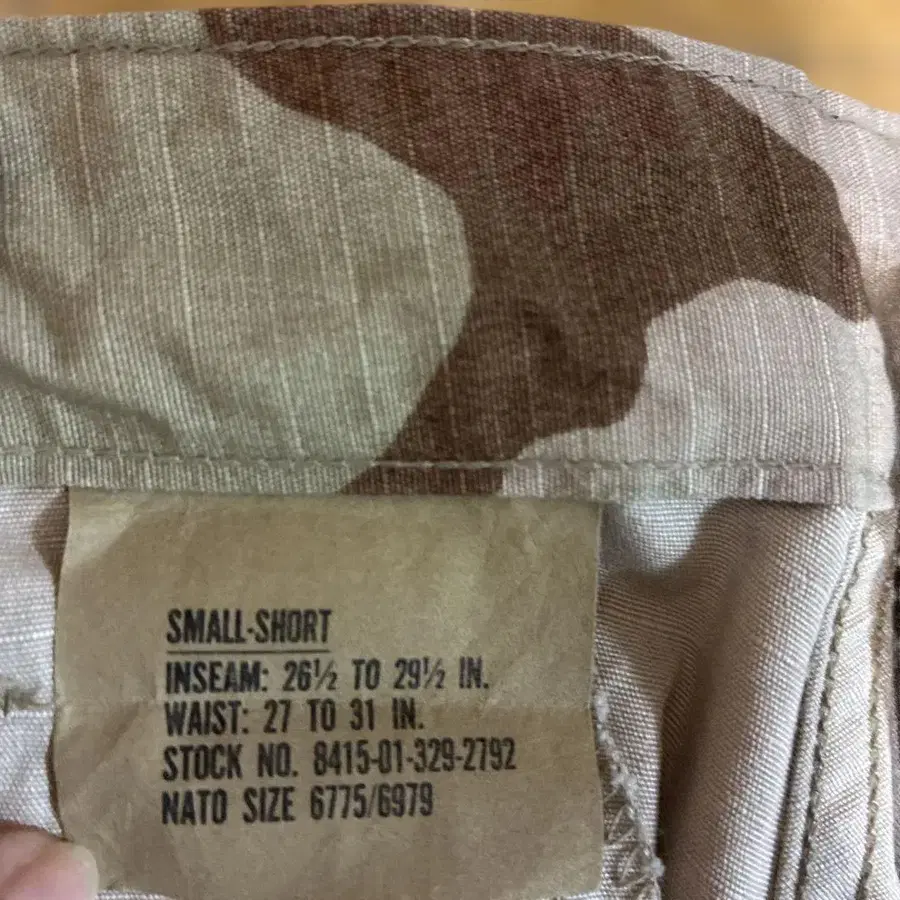 SMALL-SHORT
INSEAM: 26½ TO 29½ IN.
WAIST: 27 TO 31 IN.
STOCK NO. 8415-01-329-2792
NATO SIZE 6775/6979